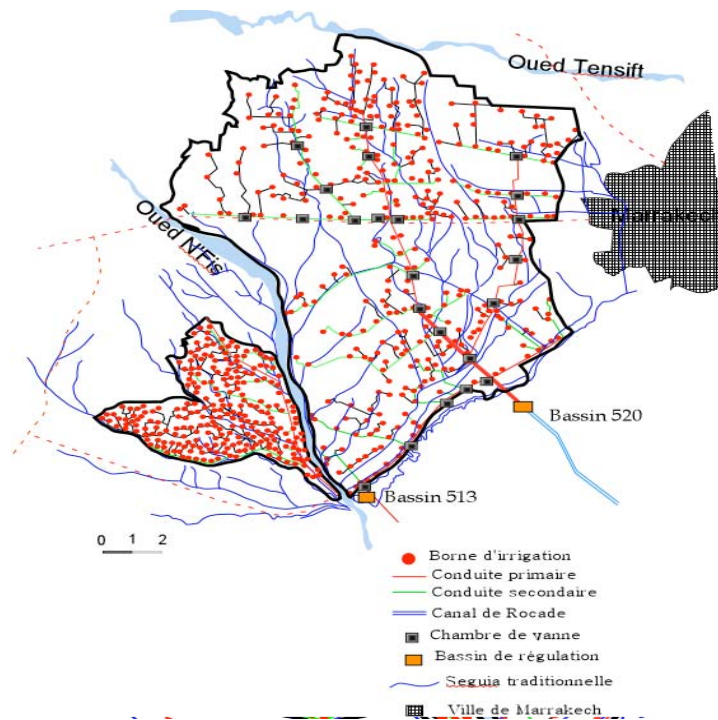 Oued Tensift
Marrakech
Oued N'Fis
Bassin 520
Bassin 513
0 1 2
Borne d'irrigation
Conduite primaire
Conduite secondaire
Canal de Rocade
Chambre de vanne
Bassin de régulation
Seguia traditionnelle
Ville de Marrakech